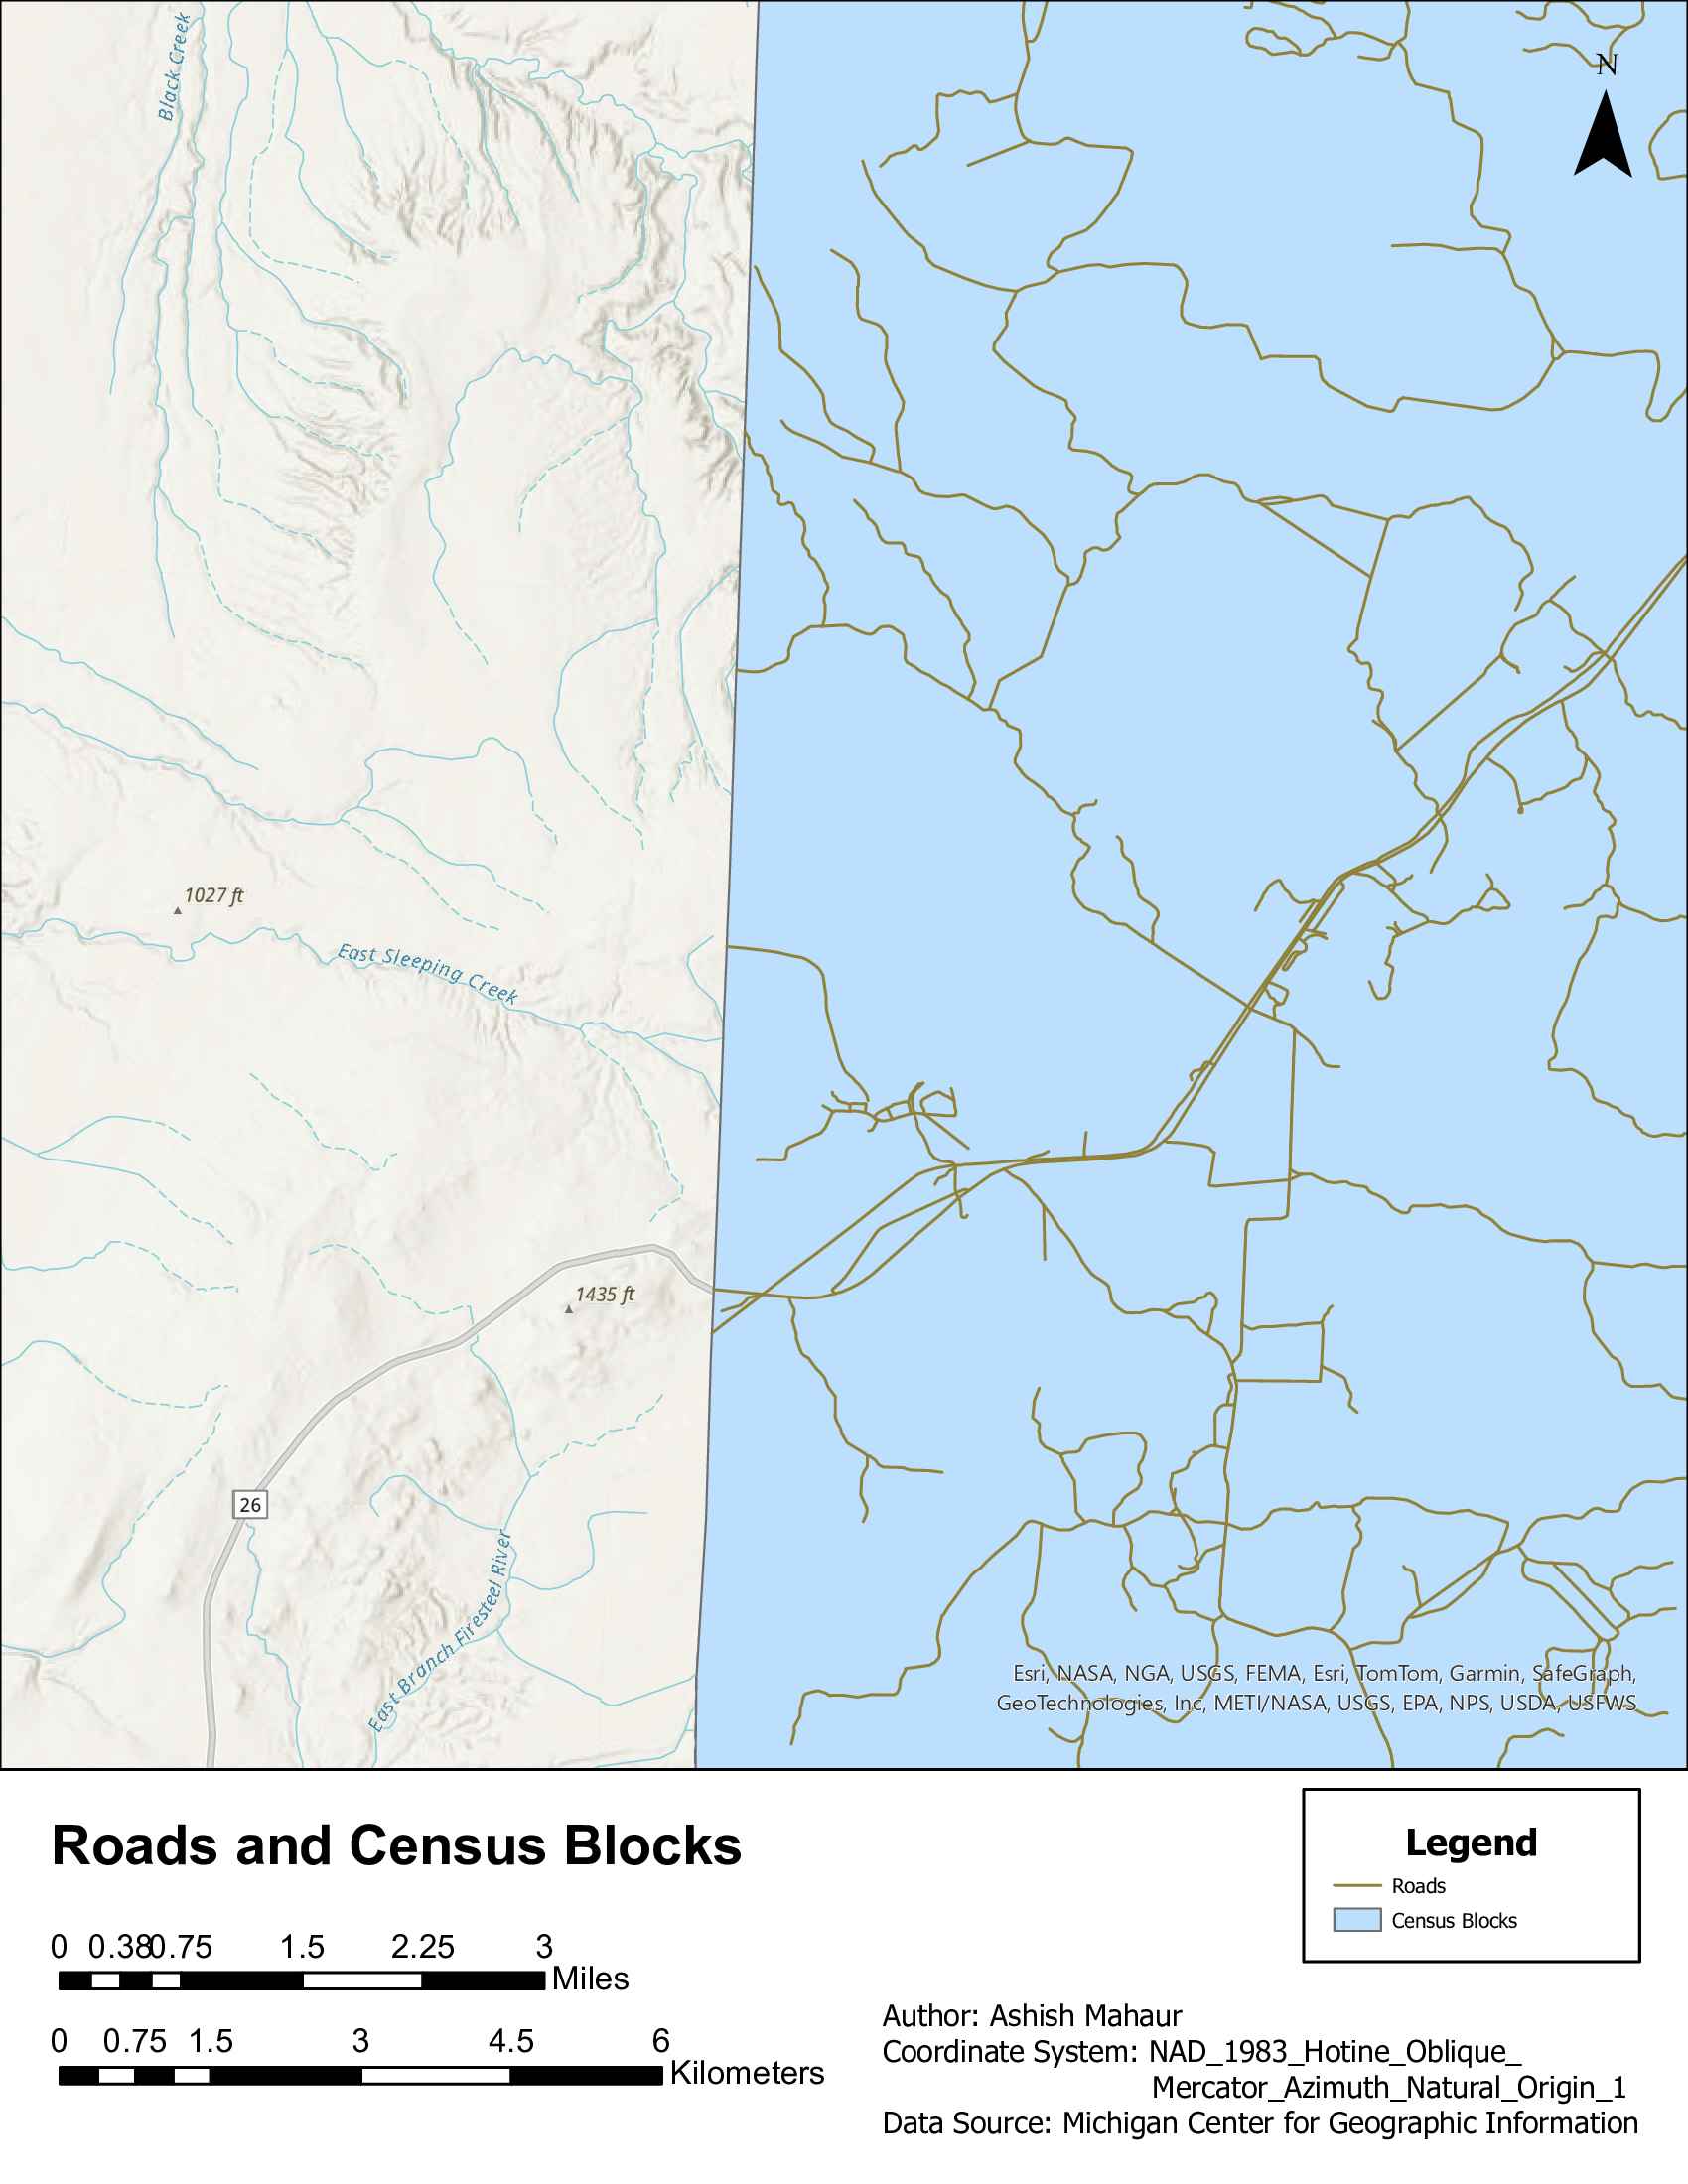 Black Creek
N
1027 ft
East Sleeping Creek
1435 ft
26
East Branch Firesteel River
Esri, NASA, NGA, USGS, FEMA, Esri, TomTom, Garmin, SafeGraph,
GeoTechnologies, Inc, METI/NASA, USGS, EPA, NPS, USDA, USFWS
Roads and Census Blocks
0 0.38 0.75 1.5 2.25 3
Miles
0 0.75 1.5 3 4.5 6
Kilometers
Legend
Roads
Census Blocks
Author: Ashish Mahaur
Coordinate System: NAD_1983_Hotine_Oblique_
Mercator_Azimuth_Natural_Origin_1
Data Source: Michigan Center for Geographic Information